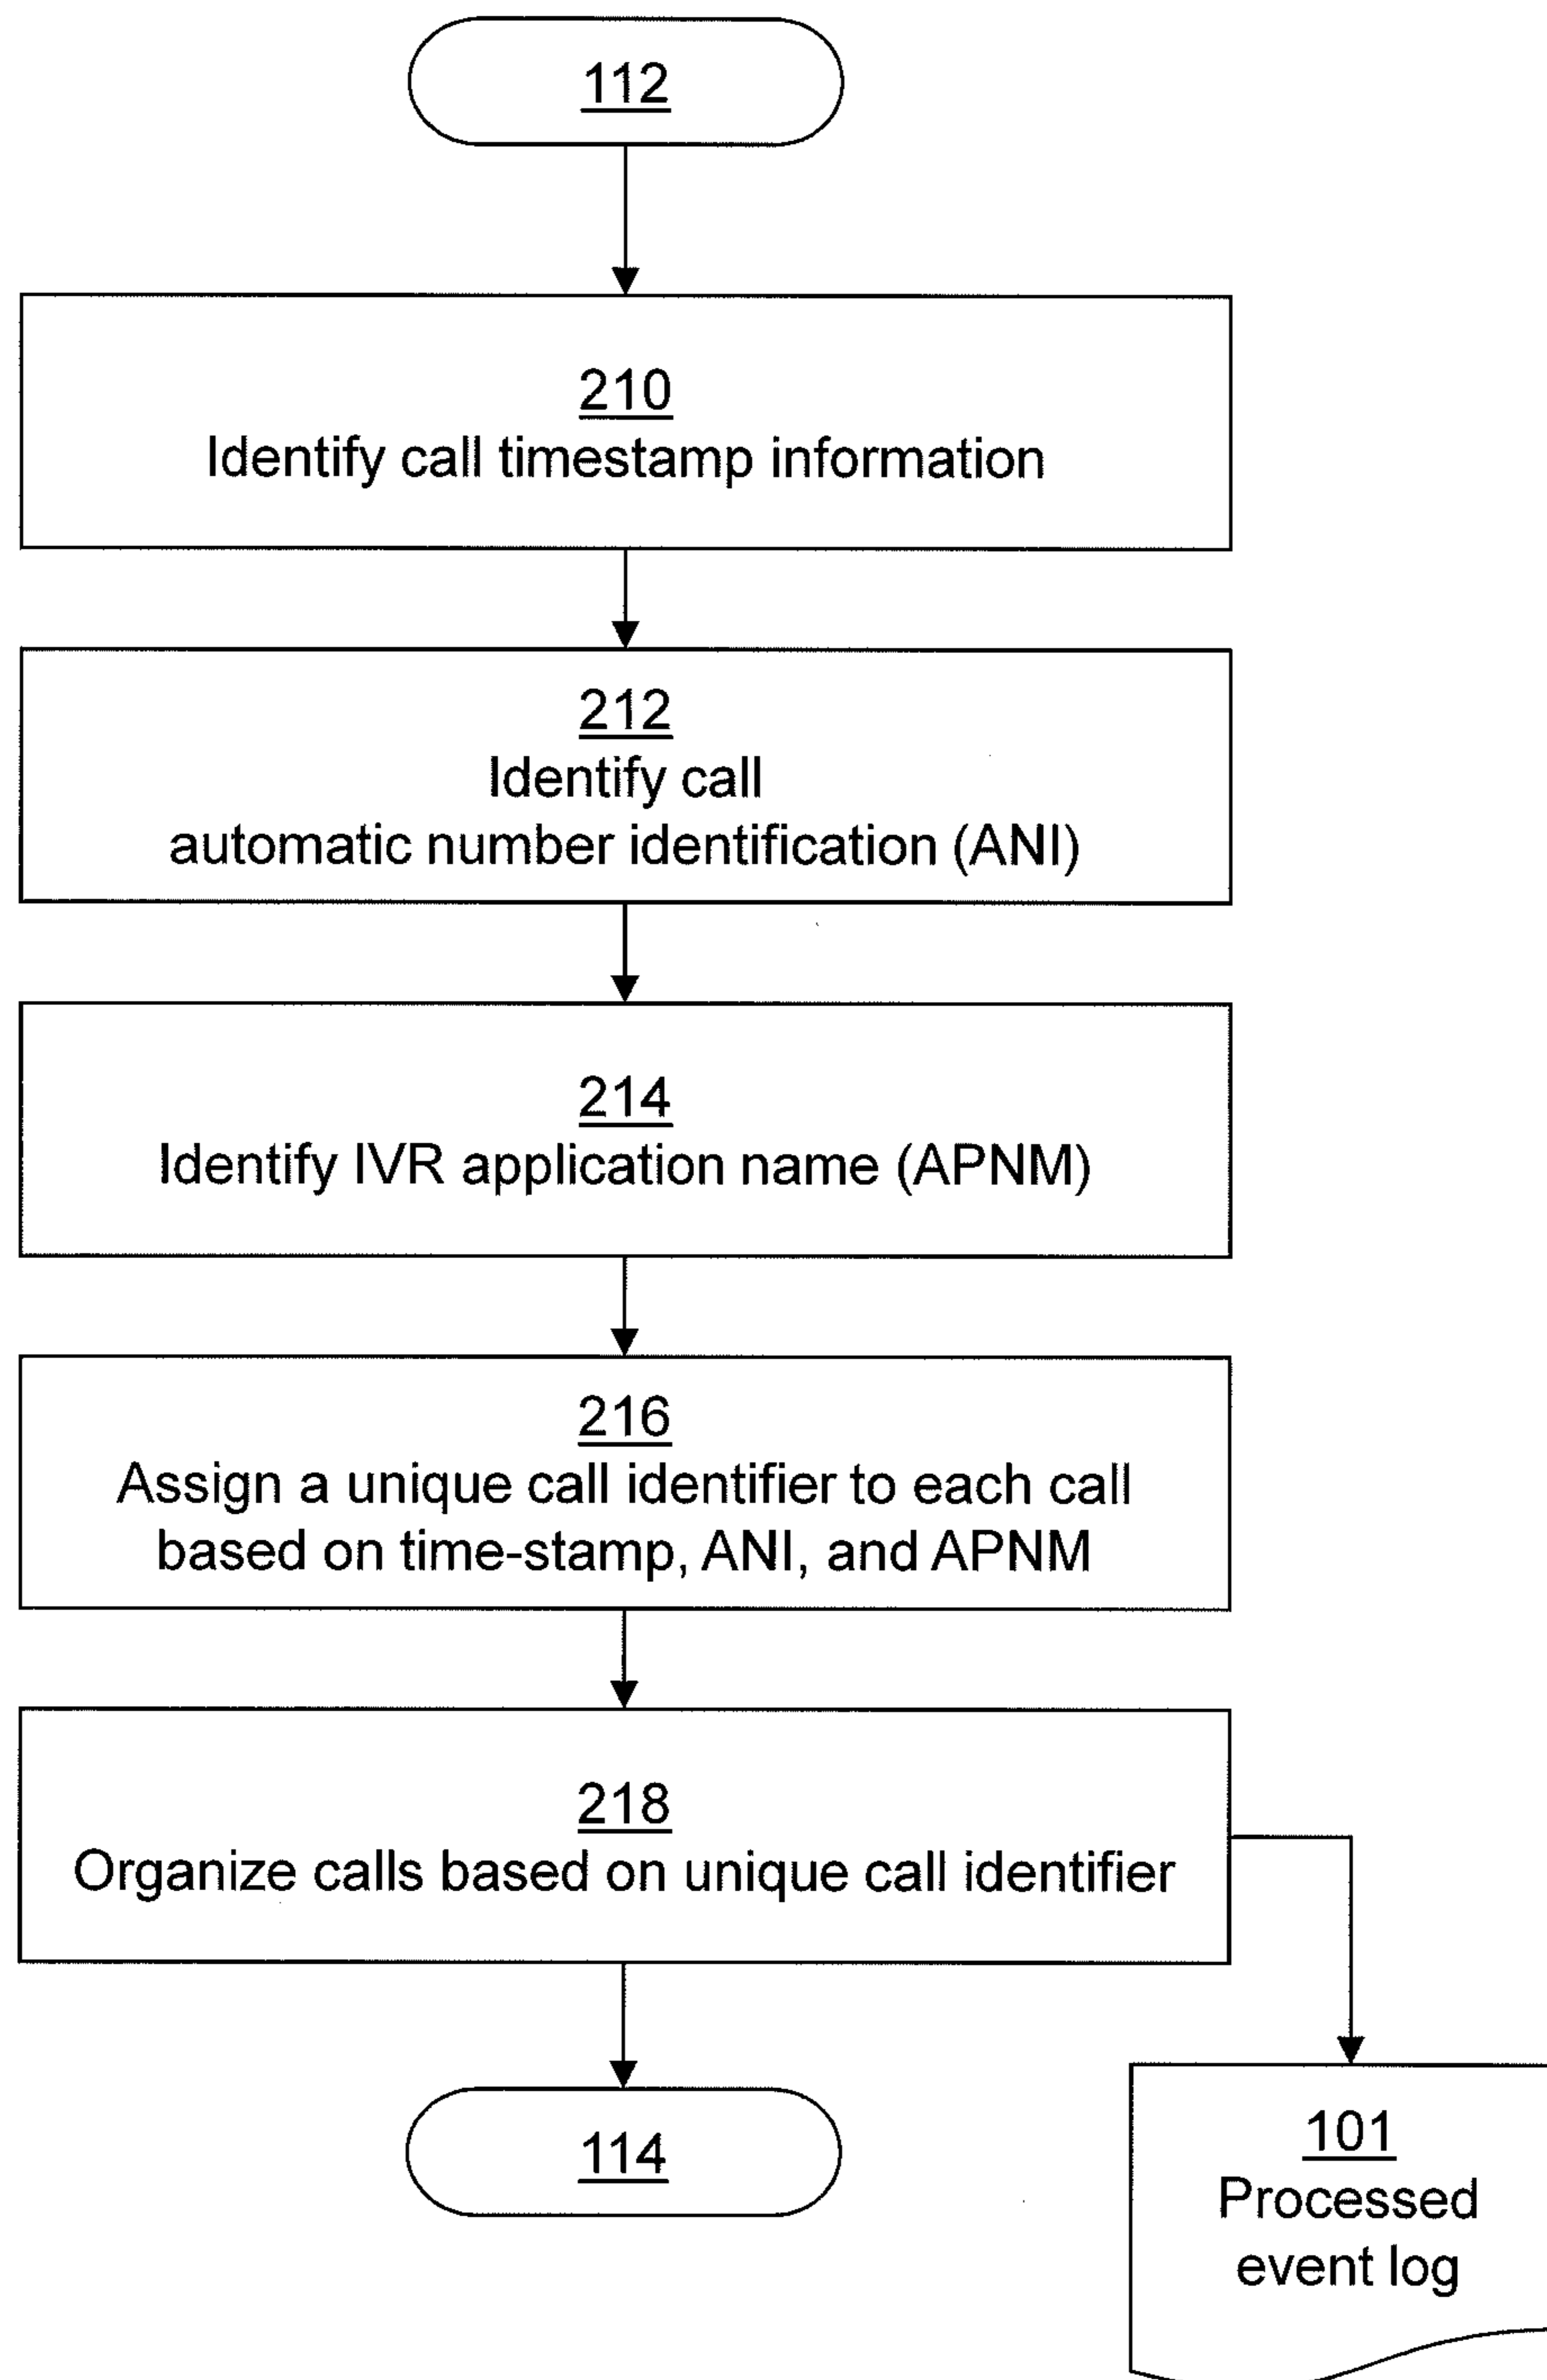 112
210
Identify call timestamp information
212
Identify call
automatic number identification (ANI)
214
Identify IVR application name (APNM)
216
Assign a unique call identifier to each call
based on time-stamp, ANI, and APNM
218
Organize calls based on unique call identifier
114
101
Processed
event log